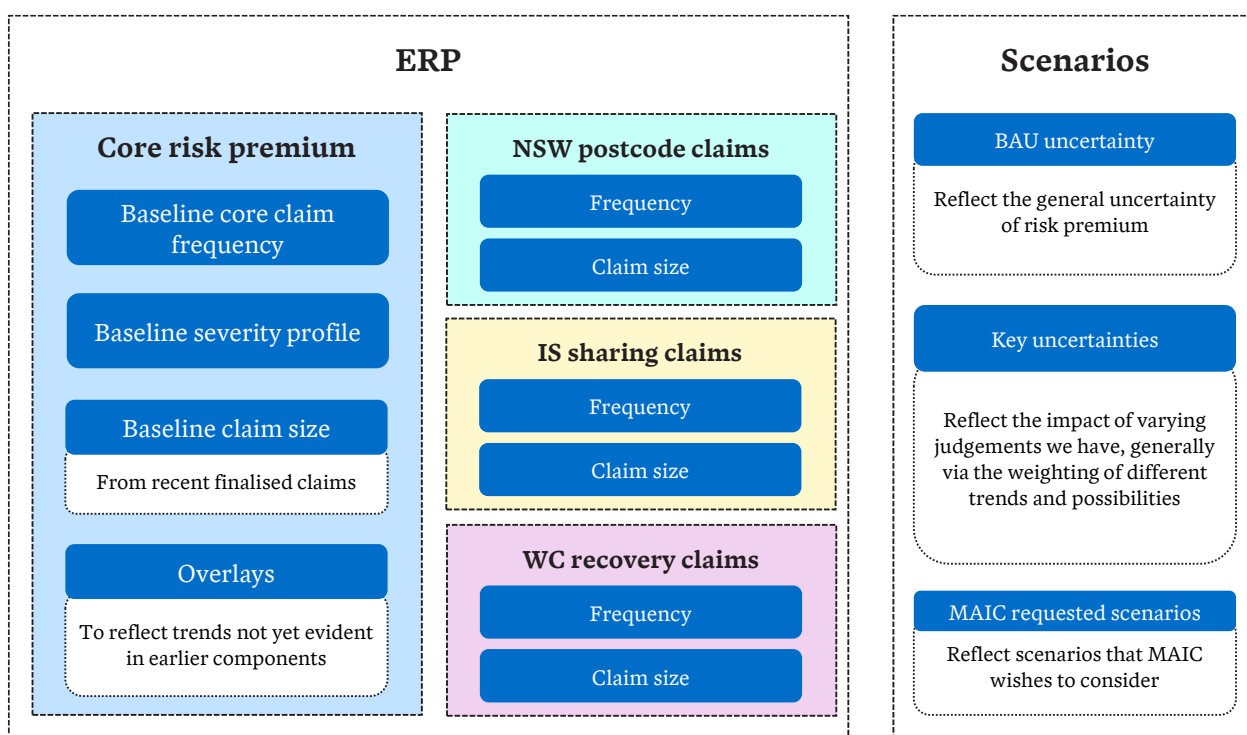 ERP
Core risk premium
Baseline core claim
frequency
Baseline severity profile
Baseline claim size
From recent finalised claims
Overlays
To reflect trends not yet evident
in earlier components
NSW postcode claims
Frequency
Claim size
IS sharing claims
Frequency
Claim size
WC recovery claims
Frequency
Claim size
Scenarios
BAU uncertainty
Reflect the general uncertainty
of risk premium
Key uncertainties
Reflect the impact of varying
judgements we have, generally
via the weighting of different
trends and possibilities
MAIC requested scenarios
Reflect scenarios that MAIC
wishes to consider